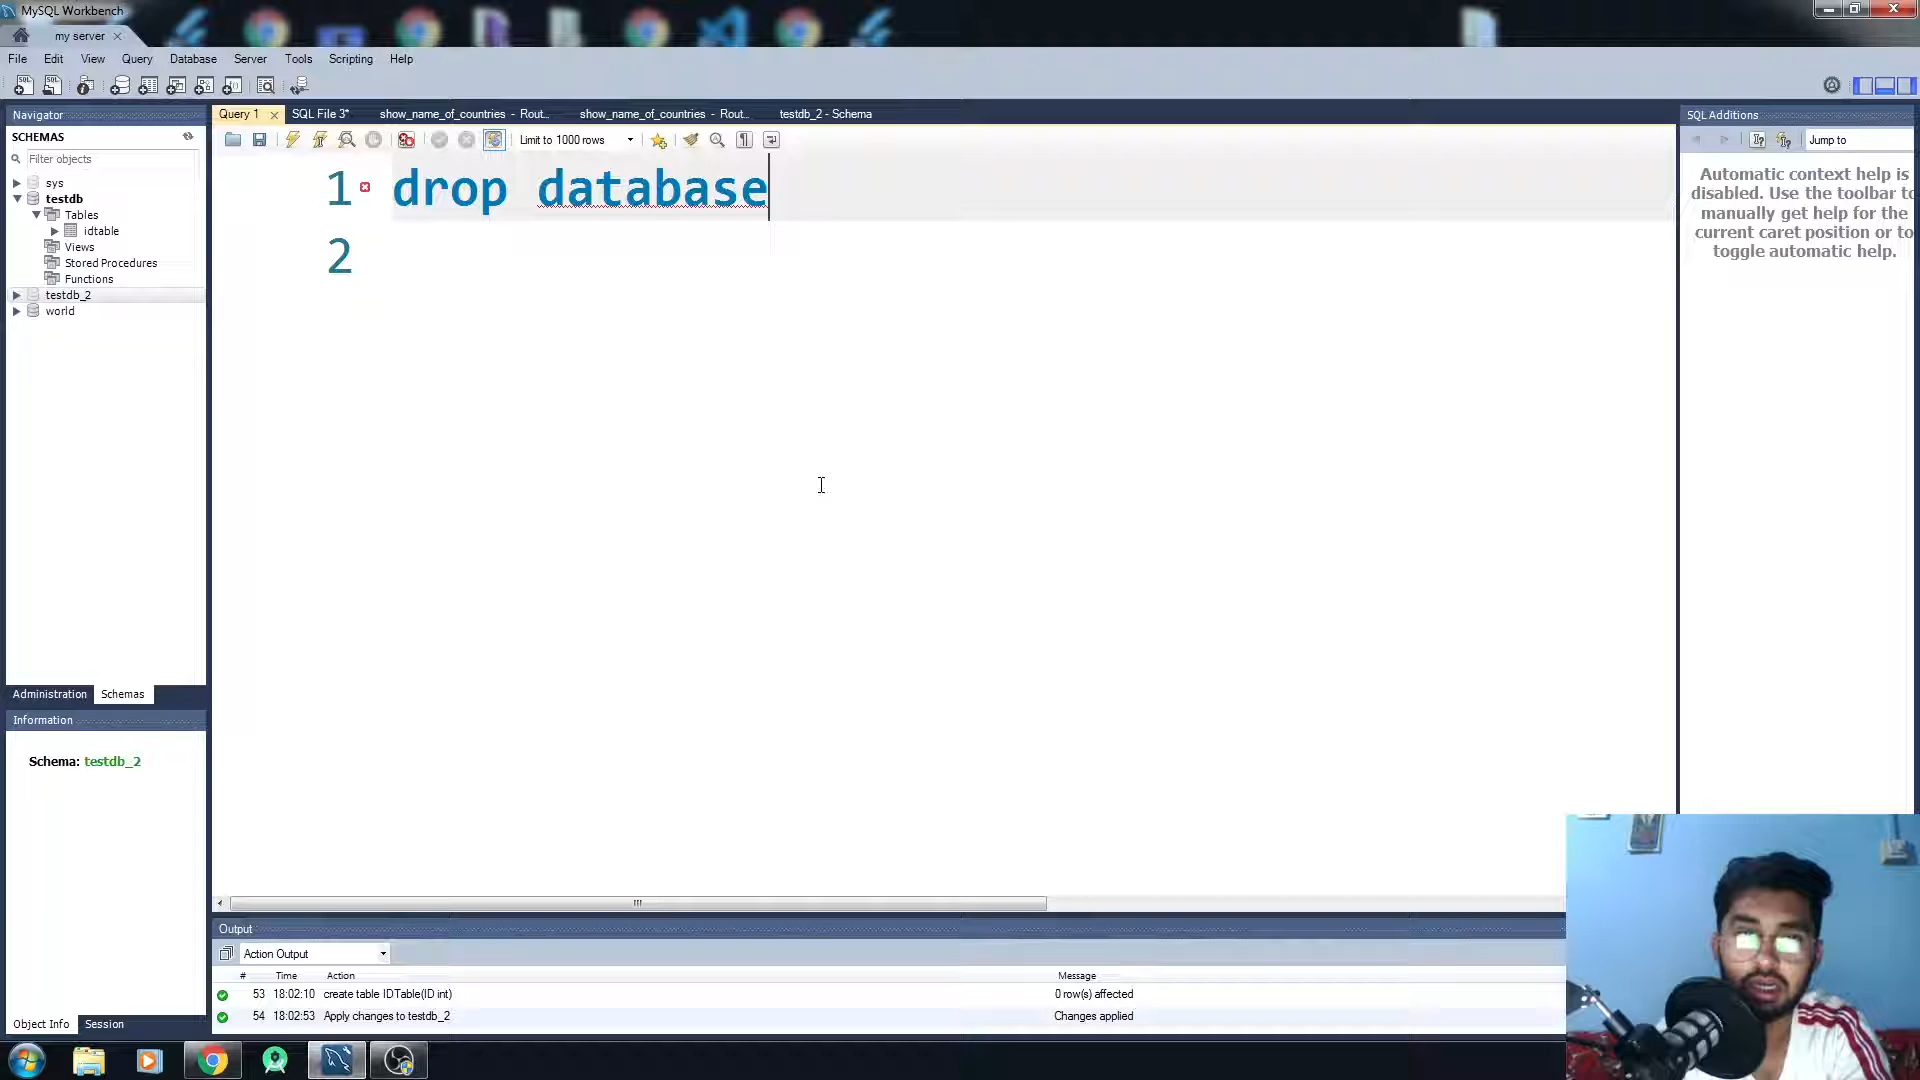 MySQL Workbench
my server
File Edit View Query Database Server Tools Scripting Help
Navigator
SCHEMAS
Filter objects
sys
testdb
Tables
idtable
Views
Stored Procedures
Functions
testdb_2
world
Administration Schemas
Information
Schema: testdb_2
Object Info Session
Query 1 SQL File 3* show_name_of_countries - Rout... show_name_of_countries - Rout... testdb_2 - Schema
Limit to 1000 rows
1 drop database
2
SQL Additions
Jump to
Automatic context help is
disabled. Use the toolbar to
manually get help for the
current caret position or to
toggle automatic help.
Output
Action Output
# Time Action Message
53 18:02:10 create table IDTable(ID int) 0 row(s) affected
54 18:02:53 Apply changes to testdb_2 Changes applied